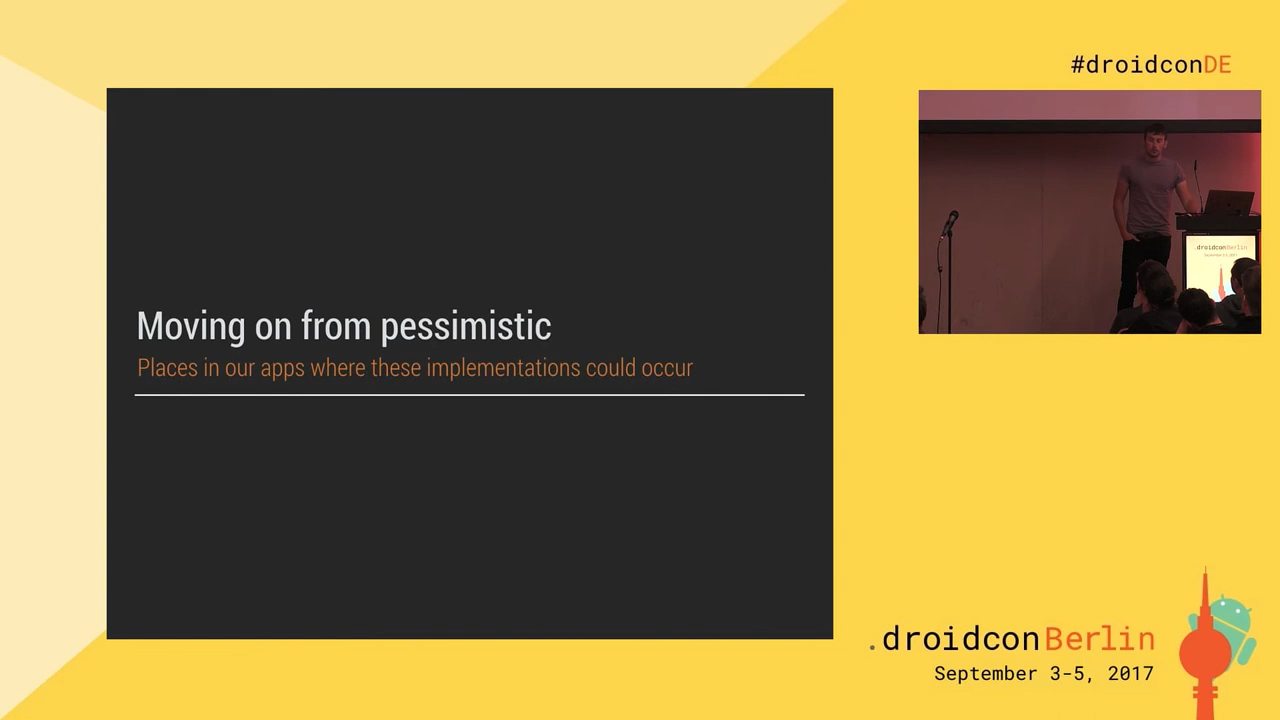 #droidconDE
Moving on from pessimistic
Places in our apps where these implementations could occur
.droidconBerlin
.droidconBerlin
September 3-5, 2017